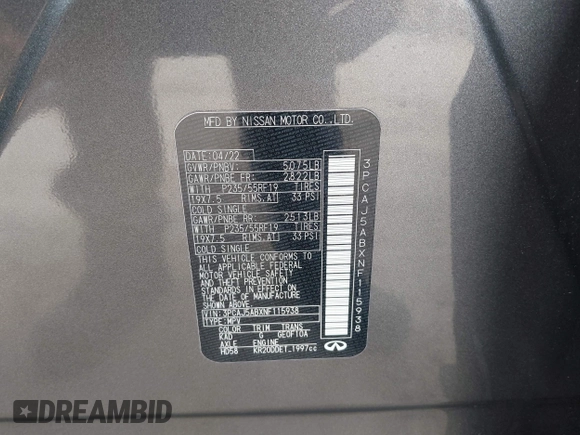 MFD BY NISSAN MOTOR CO.,LTD.
DATE: 04/22
GVWR/PNBV: 5075LB
GAWR/PNBE FR: 2822LB
WITH P235/55RF19 TIRES
19X7.5 RIMS,AT 33 PSI
COLD SINGLE
GAWR/PNBE RR: 2513LB
WITH P235/55RF19 TIRES
19X7.5 RIMS,AT 33 PSI
COLD SINGLE
THIS VEHICLE CONFORMS TO
ALL APPLICABLE FEDERAL
MOTOR VEHICLE SAFETY
AND THEFT PREVENTION
STANDARDS IN EFFECT
ON THE DATE OF
MANUFACTURE SHOWN
ABOVE.
VIN: 3PCAJ5ABXNF115938
TYPE: MPV
COLOR TRIM TRANS
KAD G GE0F10A
AXLE ENGINE
HD58 KR20DDET 1997cc
INFINITI
3PCAJ5ABXNF115938
DREAMBID